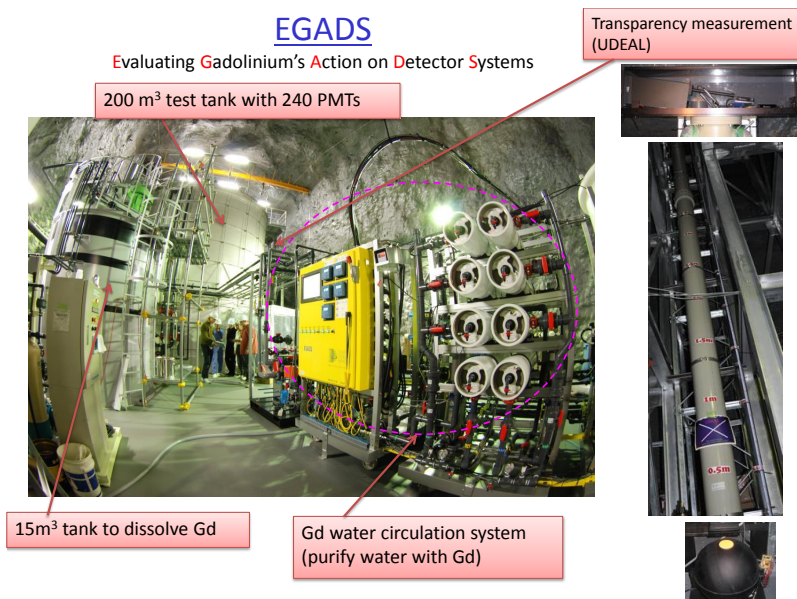 EGADS
Evaluating Gadolinium's Action on Detector Systems
Transparency measurement
(UDEAL)
200 m³ test tank with 240 PMTs
15m³ tank to dissolve Gd
Gd water circulation system
(purify water with Gd)
1.5m
1m
0.5m